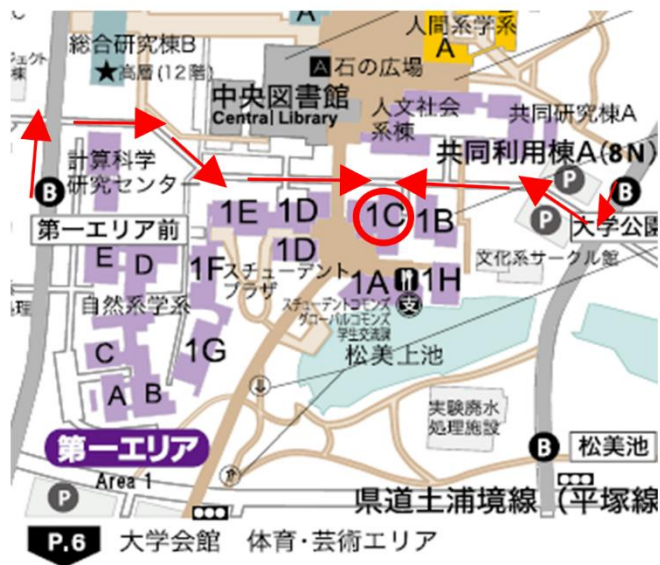 A
人間系学系
A
総合研究棟B
★高層(12階)
ジェクト
棟
A 石の広場
中央図書館
Central Library
人文社会
系棟
共同研究棟A
計算科学
研究センター
共同利用棟A(8N)
P
B
B
第一エリア前
1E
1D
1C
1B
P
大学公園
E
D
1F
スチューデント
プラザ
1D
文化系サークル館
自然系学系
1A
1H
支
処理
スチューデントコモンズ
グローバルコモンズ
学生交流課
C
1G
松美上池
A
B
実験廃水
処理施設
第一エリア
Area 1
B
松美池
P
県道土浦境線(平塚線
P.6 大学会館 体育・芸術エリア